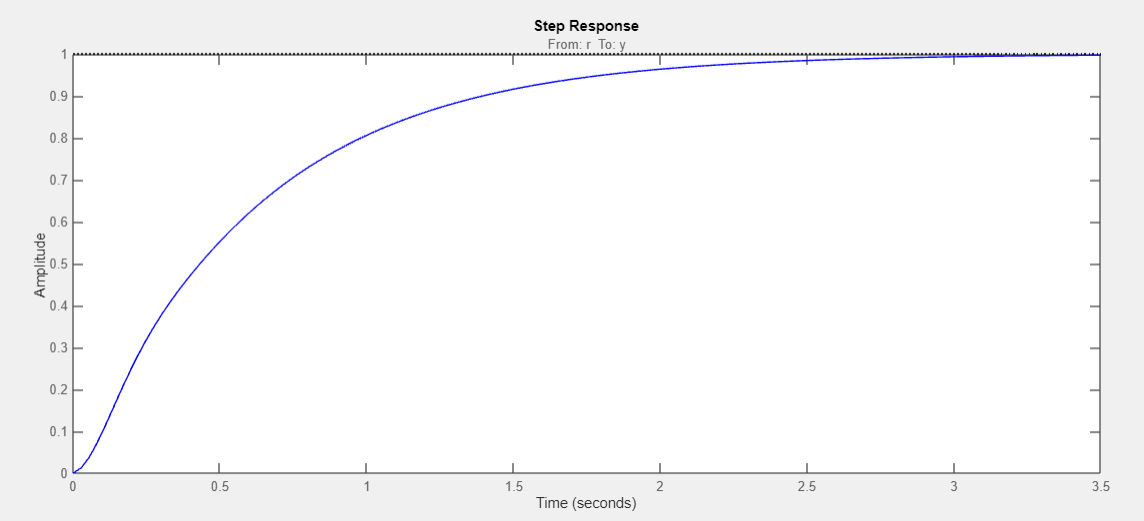 Step Response
From: r To: y
1
0.9
0.8
0.7
0.6
0.5
0.4
0.3
0.2
0.1
0
Amplitude
0 0.5 1 1.5 2 2.5 3 3.5
Time (seconds)